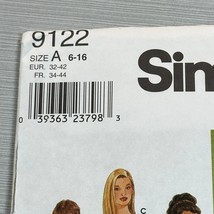 9122
SIZE A 6-16
EUR. 32-42
FR. 34-44
Sim
0 39363 23798 3
C